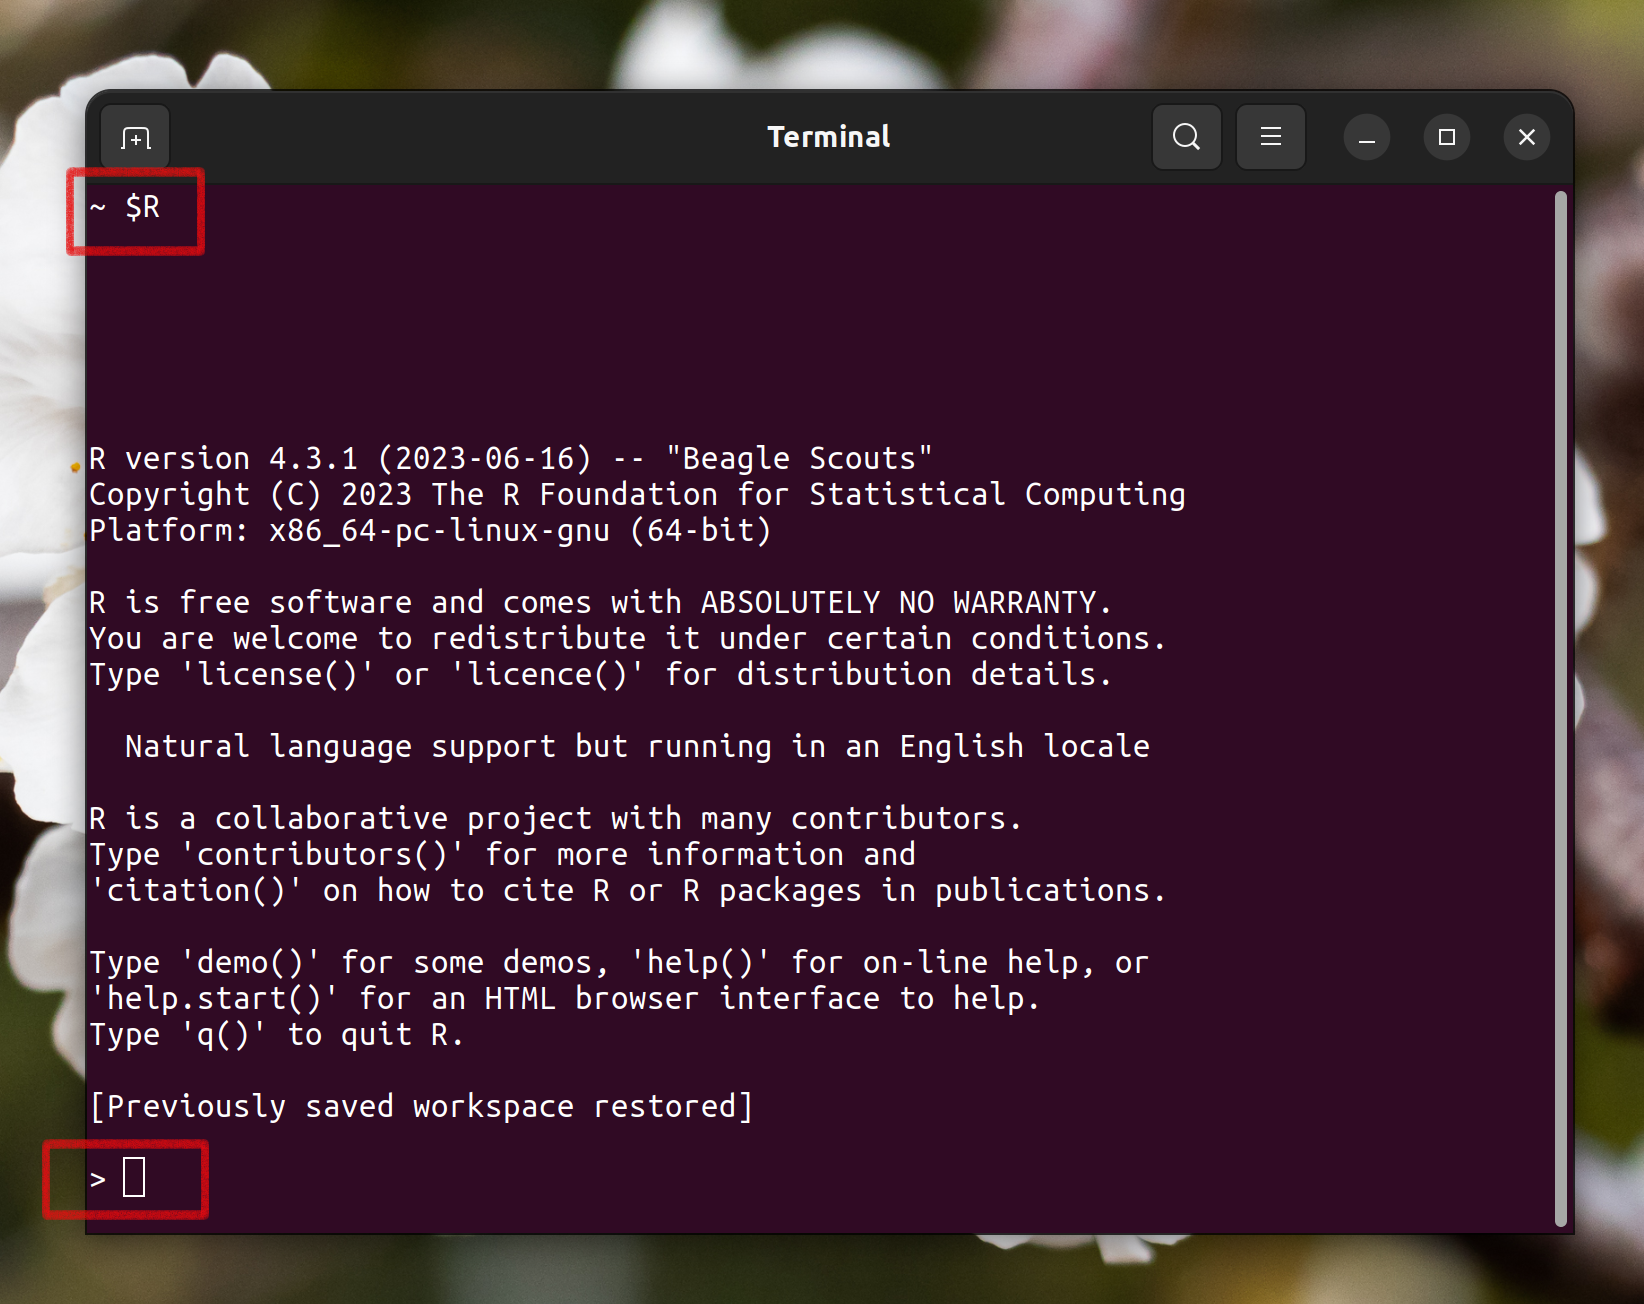 Terminal
~ $R
R version 4.3.1 (2023-06-16) -- "Beagle Scouts"
Copyright (C) 2023 The R Foundation for Statistical Computing
Platform: x86_64-pc-linux-gnu (64-bit)
R is free software and comes with ABSOLUTELY NO WARRANTY.
You are welcome to redistribute it under certain conditions.
Type 'license()' or 'licence()' for distribution details.
  Natural language support but running in an English locale
R is a collaborative project with many contributors.
Type 'contributors()' for more information and
'citation()' on how to cite R or R packages in publications.
Type 'demo()' for some demos, 'help()' for on-line help, or
'help.start()' for an HTML browser interface to help.
Type 'q()' to quit R.
[Previously saved workspace restored]
>